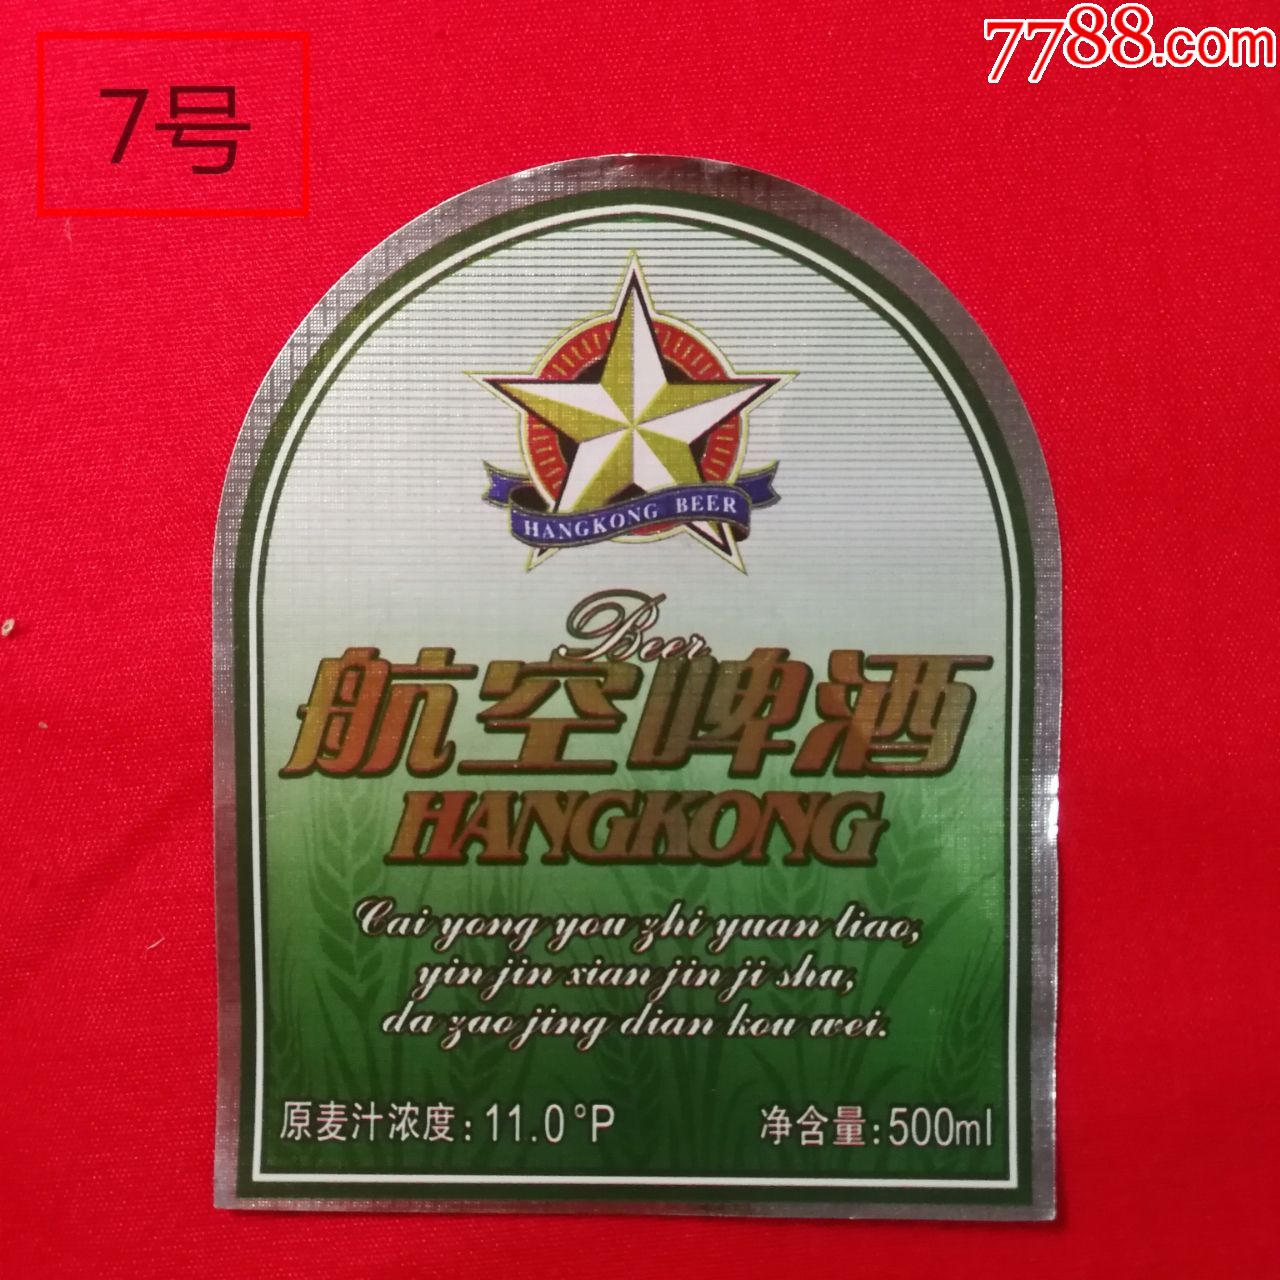 7788.com
7号
HANGKONG BEER
Beer
航空啤酒
HANGKONG
Cai yong you zhi yuan liao,
yin jin xian jin ji shu,
da zao jing dian kou wei.
原麦汁浓度:11.0°P 净含量:500ml